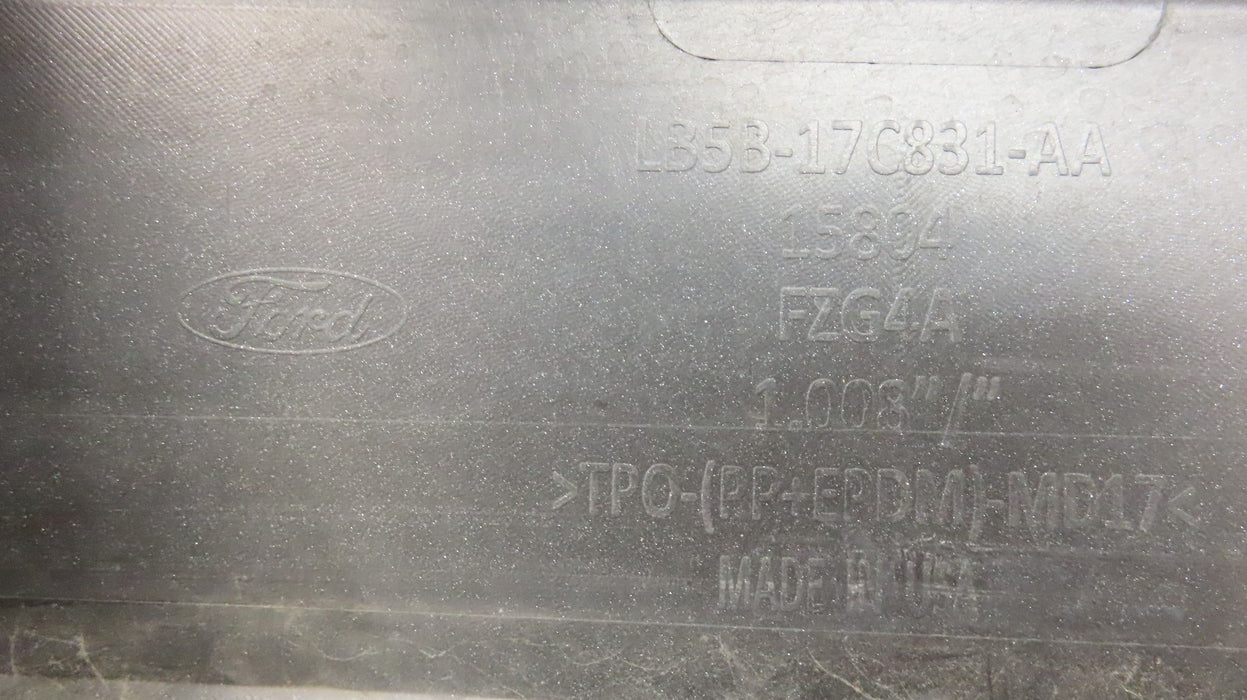 LB5B-17C831-AA
15894
Ford
FZG4A
1.008"/"
>TPO-(PP+EPDM)-MD17<
MADE IN USA